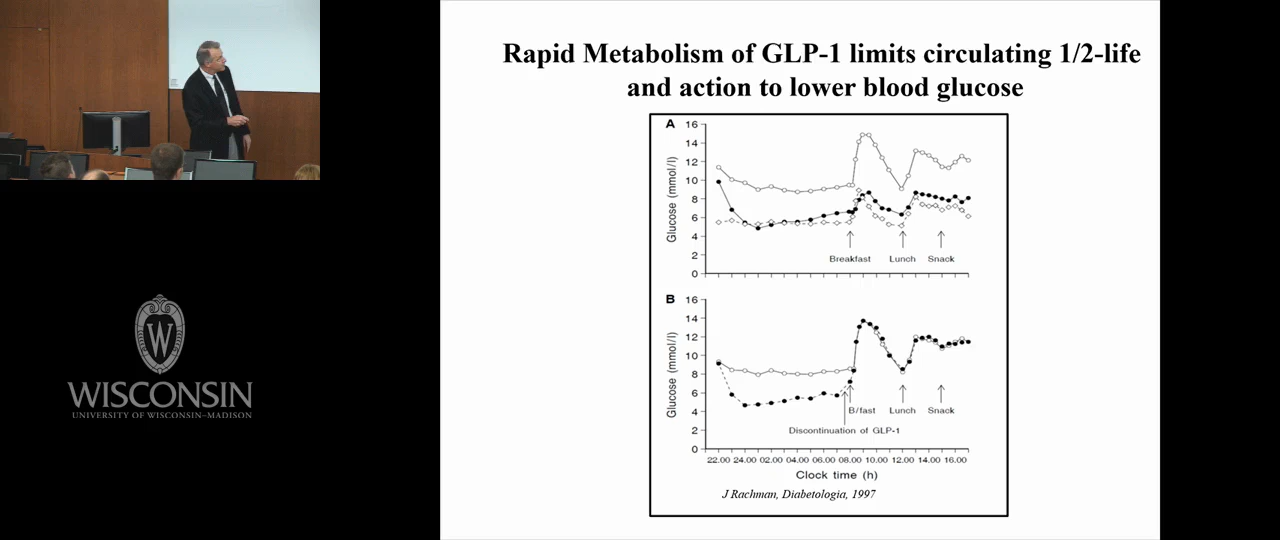 Rapid Metabolism of GLP-1 limits circulating 1/2-life
and action to lower blood glucose
A
16
14
12
10
8
6
4
2
0
Glucose (mmol/l)
Breakfast
Lunch
Snack
B
16
14
12
10
8
6
4
2
0
Glucose (mmol/l)
B/fast
Lunch
Snack
Discontinuation of GLP-1
22.00 24.00 02.00 04.00 06.00 08.00 10.00 12.00 14.00 16.00
Clock time (h)
J Rachman, Diabetologia, 1997
W
WISCONSIN
UNIVERSITY OF WISCONSIN–MADISON